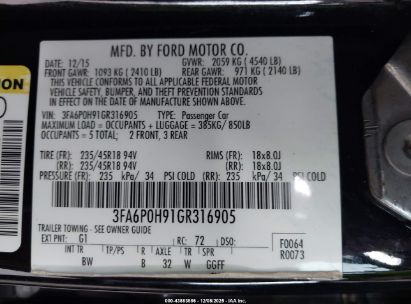 MFD. BY FORD MOTOR CO.
DATE: 12/15 GVWR: 2059 KG ( 4540 LB)
FRONT GAWR: 1093 KG ( 2410 LB) REAR GAWR: 971 KG ( 2140 LB)
THIS VEHICLE CONFORMS TO ALL APPLICABLE FEDERAL MOTOR
VEHICLE SAFETY, BUMPER, AND THEFT PREVENTION STANDARDS
IN EFFECT ON THE DATE OF MANUFACTURE SHOWN ABOVE.
VIN: 3FA6P0H91GR316905 TYPE: Passenger Car
MAXIMUM LOAD = OCCUPANTS + LUGGAGE = 385KG/850LB
OCCUPANTS = 5 TOTAL: 2 FRONT, 3 REAR
TIRE (FR): 235/45R18 94V RIMS (FR): 18x8.0J
(RR): 235/45R18 94V (RR): 18x8.0J
PRESSURE (FR): 235 kPa/ 34 PSI COLD (RR): 235 kPa/ 34 PSI COLD
3FA6P0H91GR316905
TRAILER TOWING - SEE OWNER GUIDE
EXT PNT: G1 RC: 72 DSO: F0064
INT TR TP/PS R AXLE TR SPR R0073
BW B 32 W GGFF